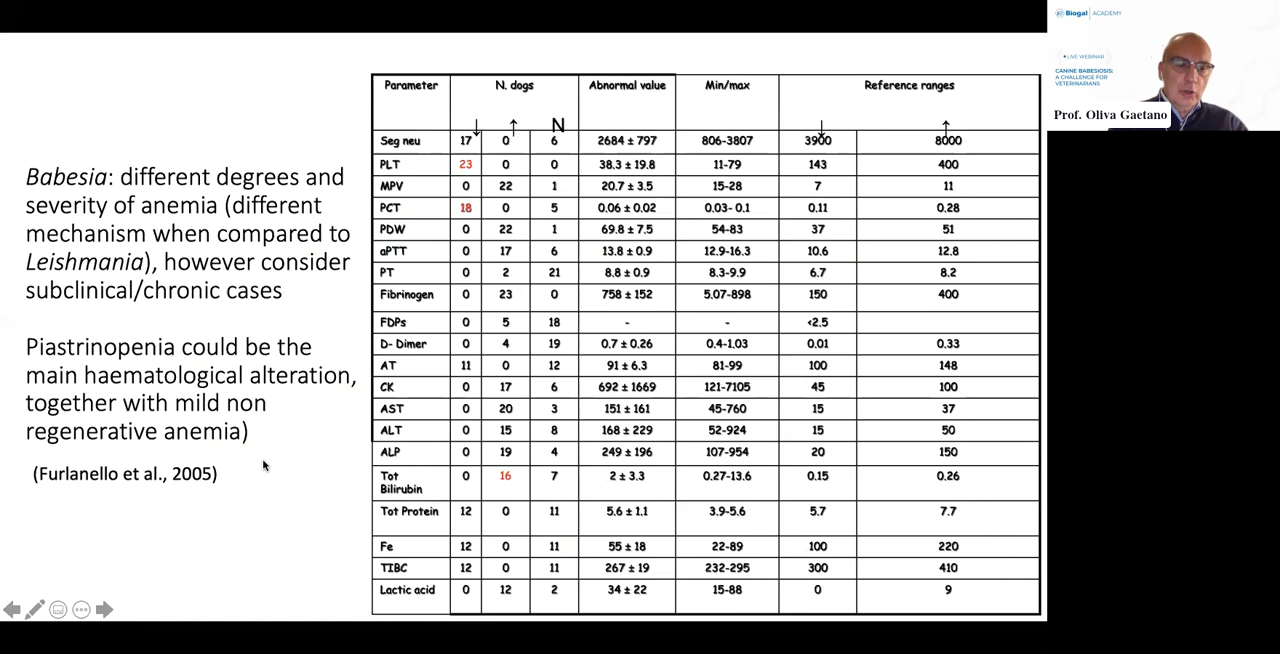 Biogal ACADEMY
LIVE WEBINAR
CANINE BABESIOSIS:
A CHALLENGE FOR
VETERINARIANS
Prof. Oliva Gaetano
Babesia: different degrees and
severity of anemia (different
mechanism when compared to
Leishmania), however consider
subclinical/chronic cases
Piastrinopenia could be the
main haematological alteration,
together with mild non
regenerative anemia)
(Furlanello et al., 2005)
Parameter N. dogs Abnormal value Min/max Reference ranges
↓ ↑ N ↓ ↑
Seg neu 17 0 6 2684 ± 797 806-3807 3900 8000
PLT 23 0 0 38.3 ± 19.8 11-79 143 400
MPV 0 22 1 20.7 ± 3.5 15-28 7 11
PCT 18 0 5 0.06 ± 0.02 0.03- 0.1 0.11 0.28
PDW 0 22 1 69.8 ± 7.5 54-83 37 51
aPTT 0 17 6 13.8 ± 0.9 12.9-16.3 10.6 12.8
PT 0 2 21 8.8 ± 0.9 8.3-9.9 6.7 8.2
Fibrinogen 0 23 0 758 ± 152 5.07-898 150 400
FDPs 0 5 18 - - <2.5
D- Dimer 0 4 19 0.7 ± 0.26 0.4-1.03 0.01 0.33
AT 11 0 12 91 ± 6.3 81-99 100 148
CK 0 17 6 692 ± 1669 121-7105 45 100
AST 0 20 3 151 ± 161 45-760 15 37
ALT 0 15 8 168 ± 229 52-924 15 50
ALP 0 19 4 249 ± 196 107-954 20 150
Tot
Bilirubin 0 16 7 2 ± 3.3 0.27-13.6 0.15 0.26
Tot Protein 12 0 11 5.6 ± 1.1 3.9-5.6 5.7 7.7
Fe 12 0 11 55 ± 18 22-89 100 220
TIBC 12 0 11 267 ± 19 232-295 300 410
Lactic acid 0 12 2 34 ± 22 15-88 0 9